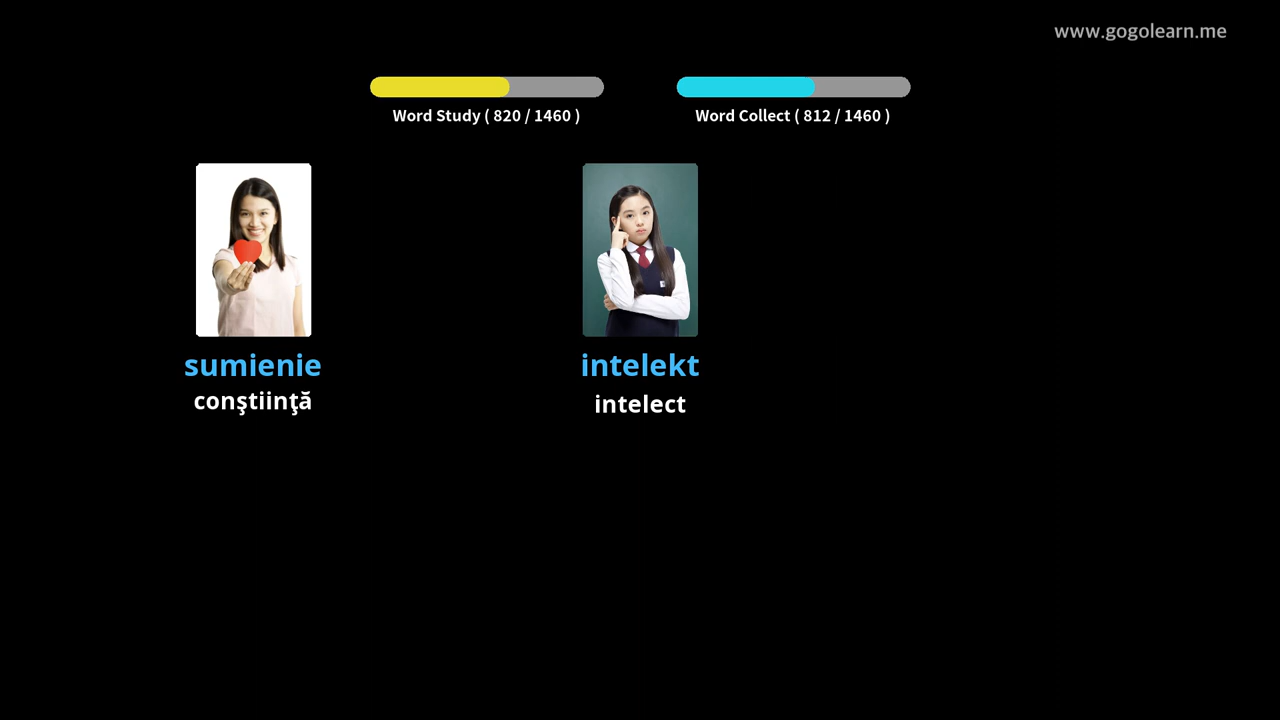 www.gogolearn.me
Word Study ( 820 / 1460 )
Word Collect ( 812 / 1460 )
sumienie
conştiinţă
intelekt
intelect